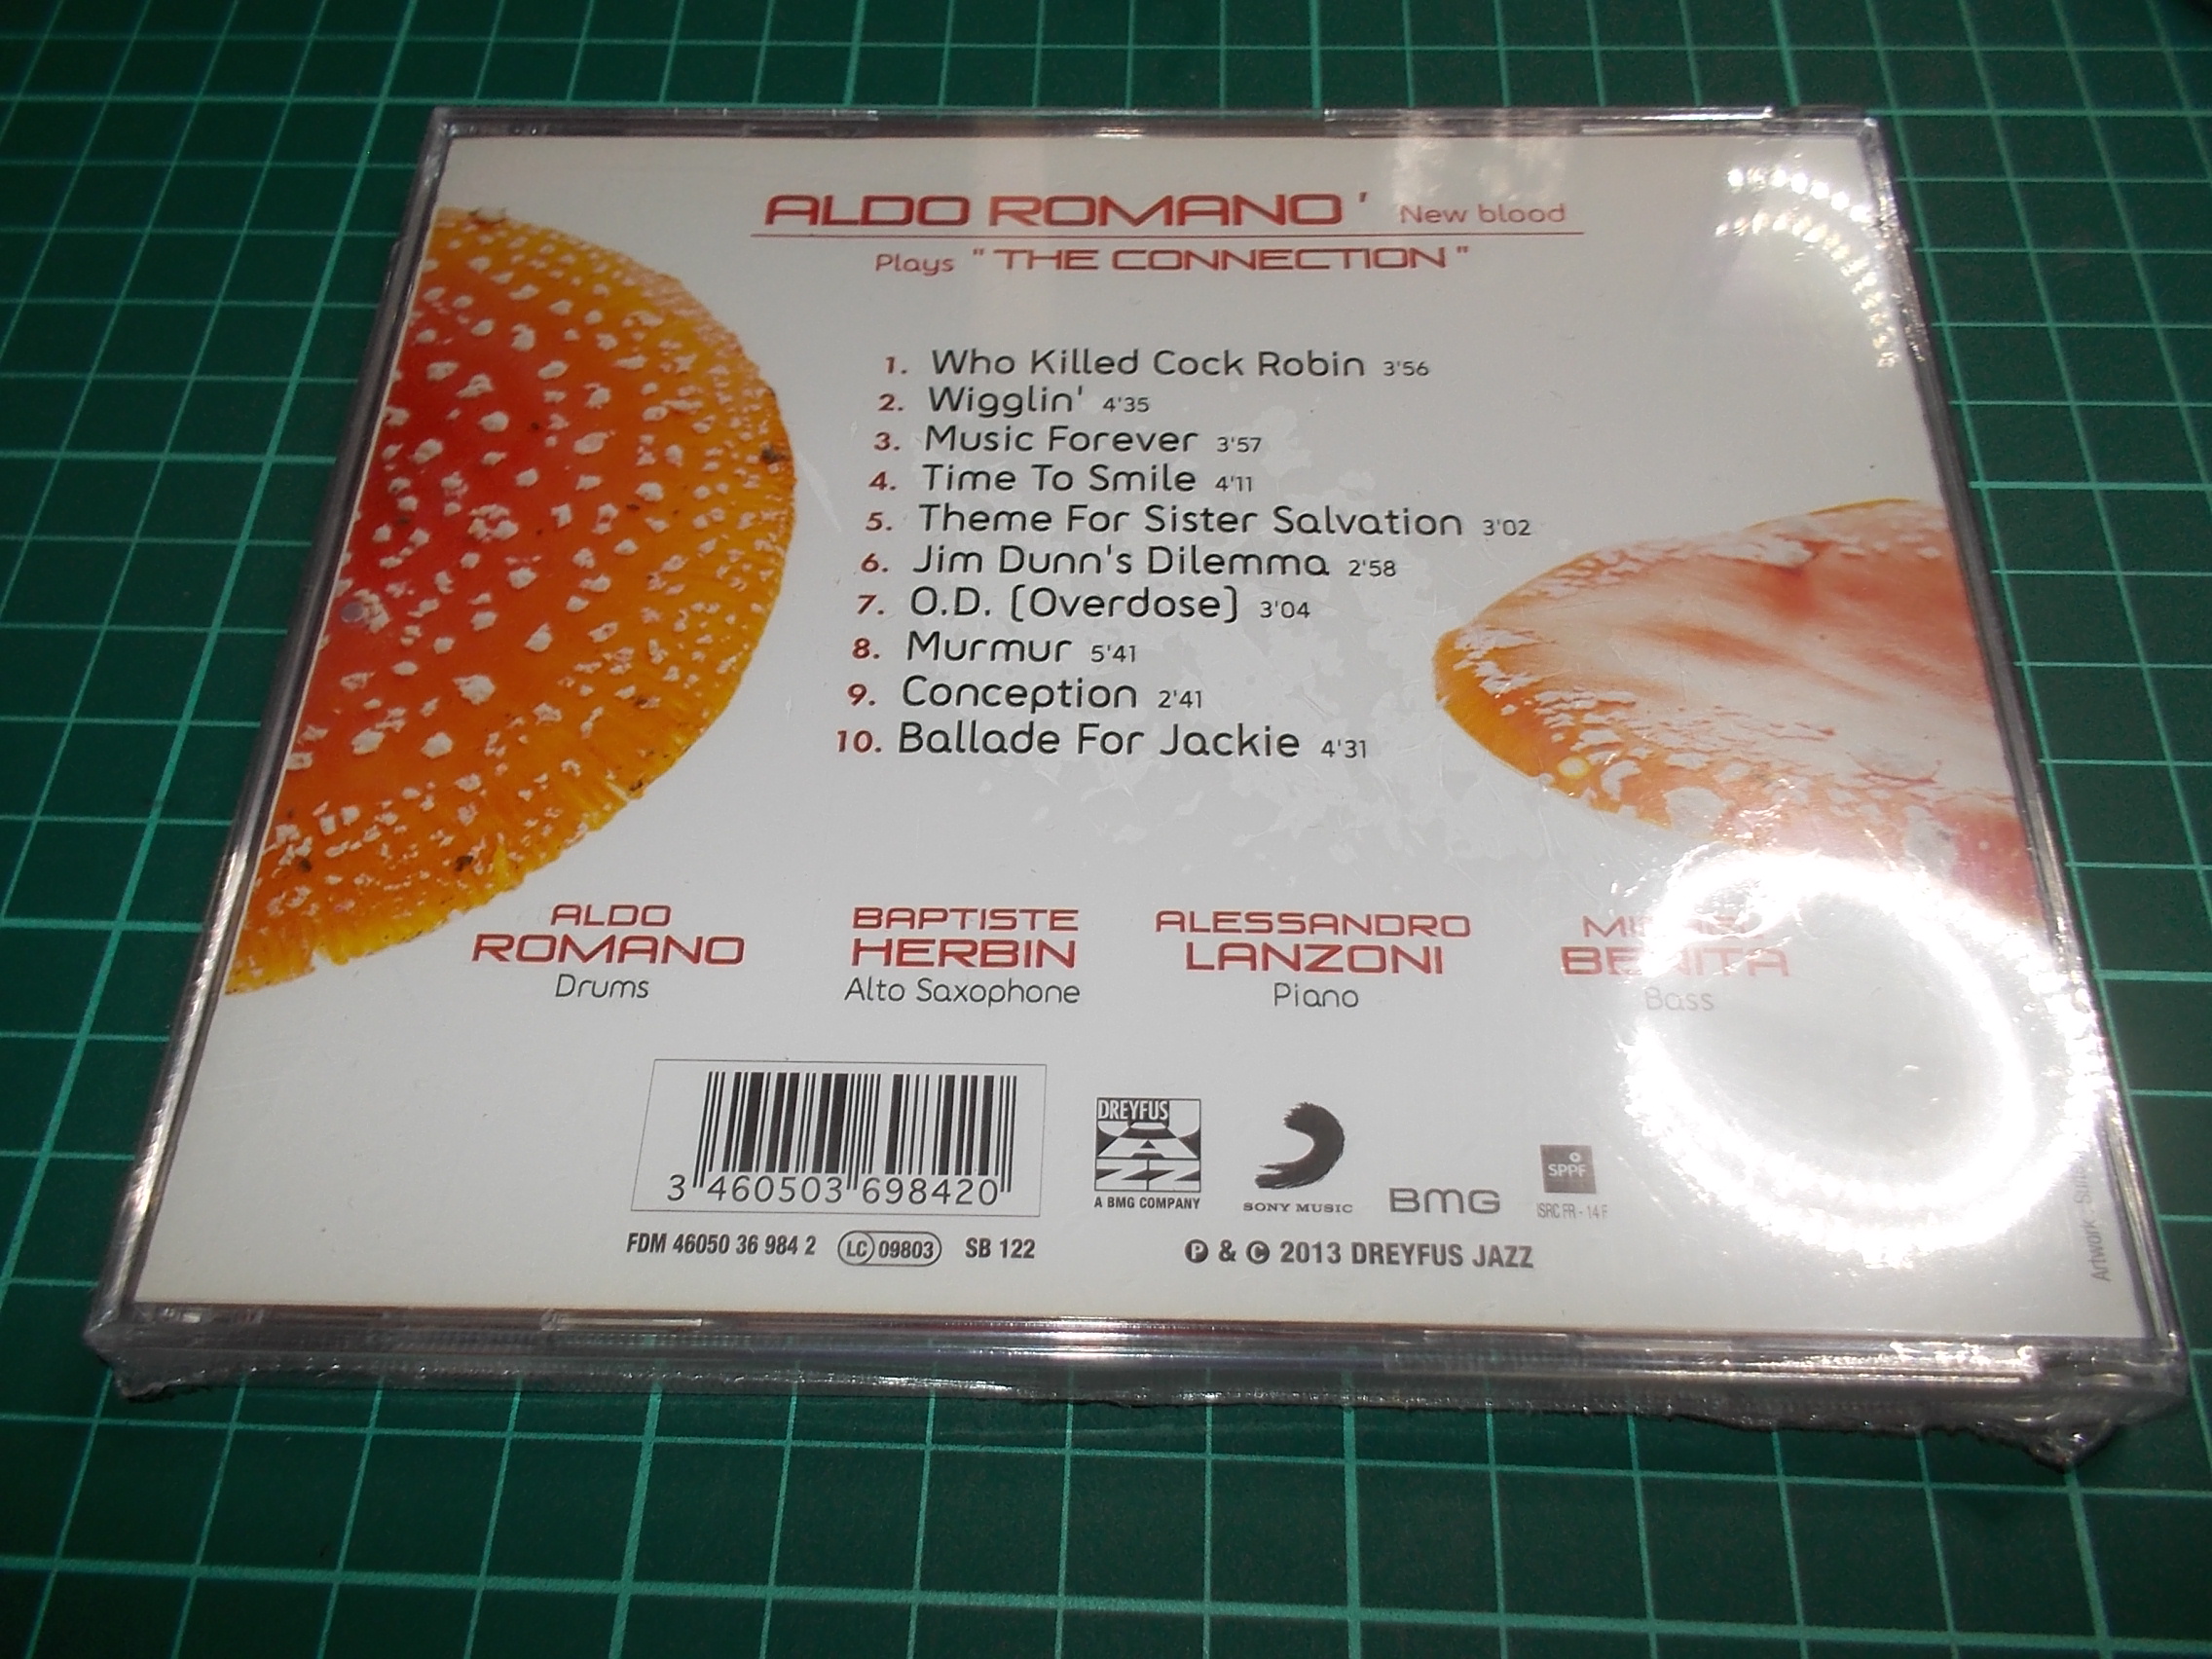 ALDO ROMANO' New blood
Plays "THE CONNECTION"
1. Who Killed Cock Robin 3'56
2. Wigglin' 4'35
3. Music Forever 3'57
4. Time To Smile 4'11
5. Theme For Sister Salvation 3'02
6. Jim Dunn's Dilemma 2'58
7. O.D. (Overdose) 3'04
8. Murmur 5'41
9. Conception 2'41
10. Ballade For Jackie 4'31
ALDO
ROMANO
Drums
BAPTISTE
HERBIN
Alto Saxophone
ALESSANDRO
LANZONI
Piano
BENITA
Bass
3 460503 698420
DREYFUS
JAZZ
A BMG COMPANY
SONY MUSIC
BMG
SPPF
ISRC FR - 14F
FDM 46050 36 984 2 LC 09803 SB 122
℗ & © 2013 DREYFUS JAZZ
Artwork :